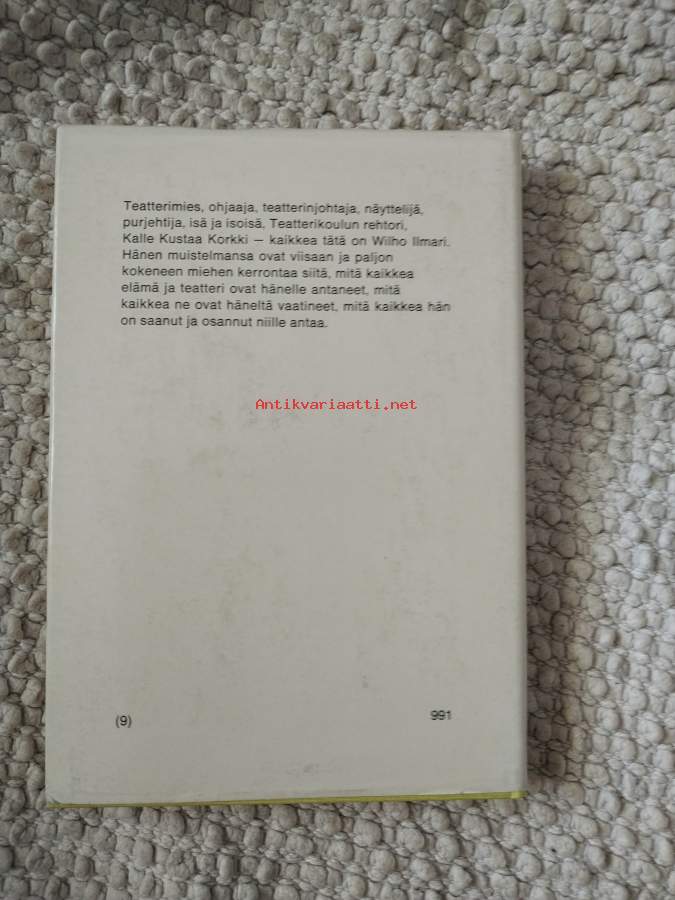 Teatterimies, ohjaaja, teatterinjohtaja, näyttelijä,
purjehtija, isä ja isoisä, Teatterikoulun rehtori,
Kalle Kustaa Korkki — kaikkea tätä on Wilho Ilmari.
Hänen muistelmansa ovat viisaan ja paljon
kokeneen miehen kerrontaa siitä, mitä kaikkea
elämä ja teatteri ovat hänelle antaneet, mitä
kaikkea ne ovat häneltä vaatineet, mitä kaikkea hän
on saanut ja osannut niille antaa.
Antikvariaatti.net
(9) 991